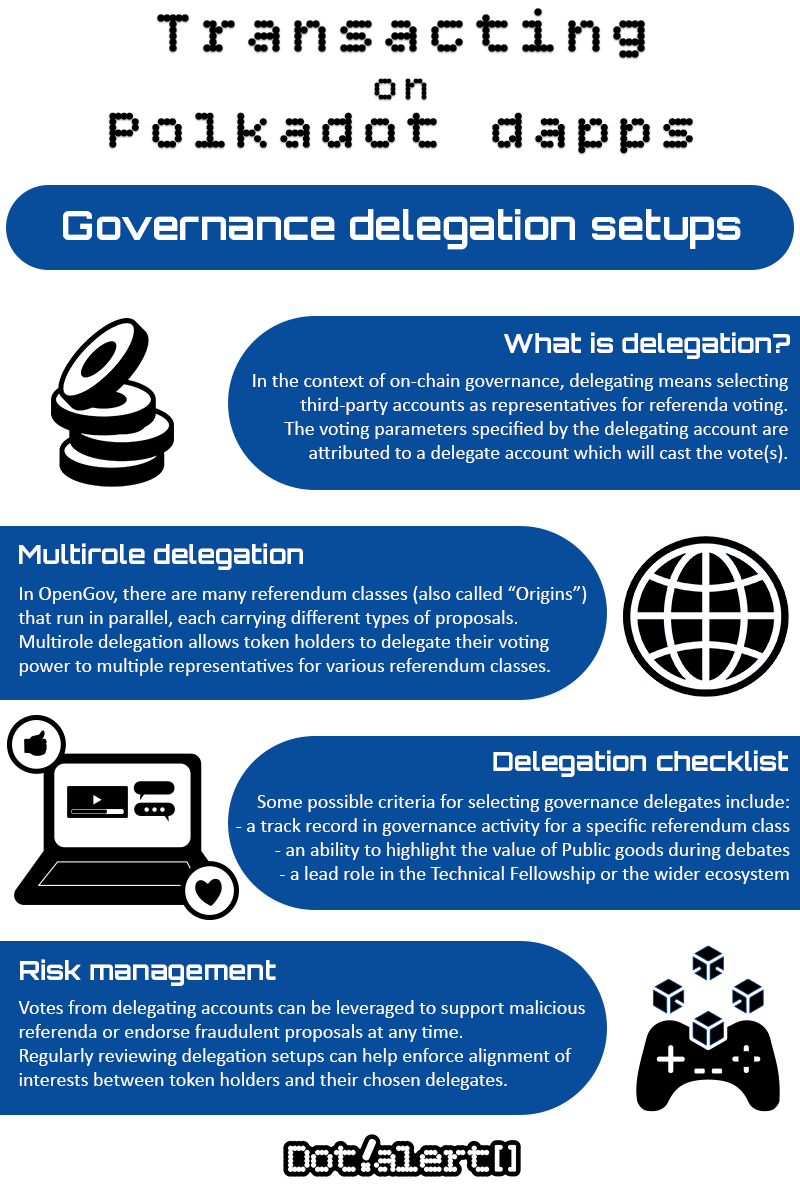 Transacting
on
Polkadot dapps
Governance delegation setups
What is delegation?
In the context of on-chain governance, delegating means selecting
third-party accounts as representatives for referenda voting.
The voting parameters specified by the delegating account are
attributed to a delegate account which will cast the vote(s).
Multirole delegation
In OpenGov, there are many referendum classes (also called “Origins”)
that run in parallel, each carrying different types of proposals.
Multirole delegation allows token holders to delegate their voting
power to multiple representatives for various referendum classes.
Delegation checklist
Some possible criteria for selecting governance delegates include:
- a track record in governance activity for a specific referendum class
- an ability to highlight the value of Public goods during debates
- a lead role in the Technical Fellowship or the wider ecosystem
Risk management
Votes from delegating accounts can be leveraged to support malicious
referenda or endorse fraudulent proposals at any time.
Regularly reviewing delegation setups can help enforce alignment of
interests between token holders and their chosen delegates.
Dot!alert[]